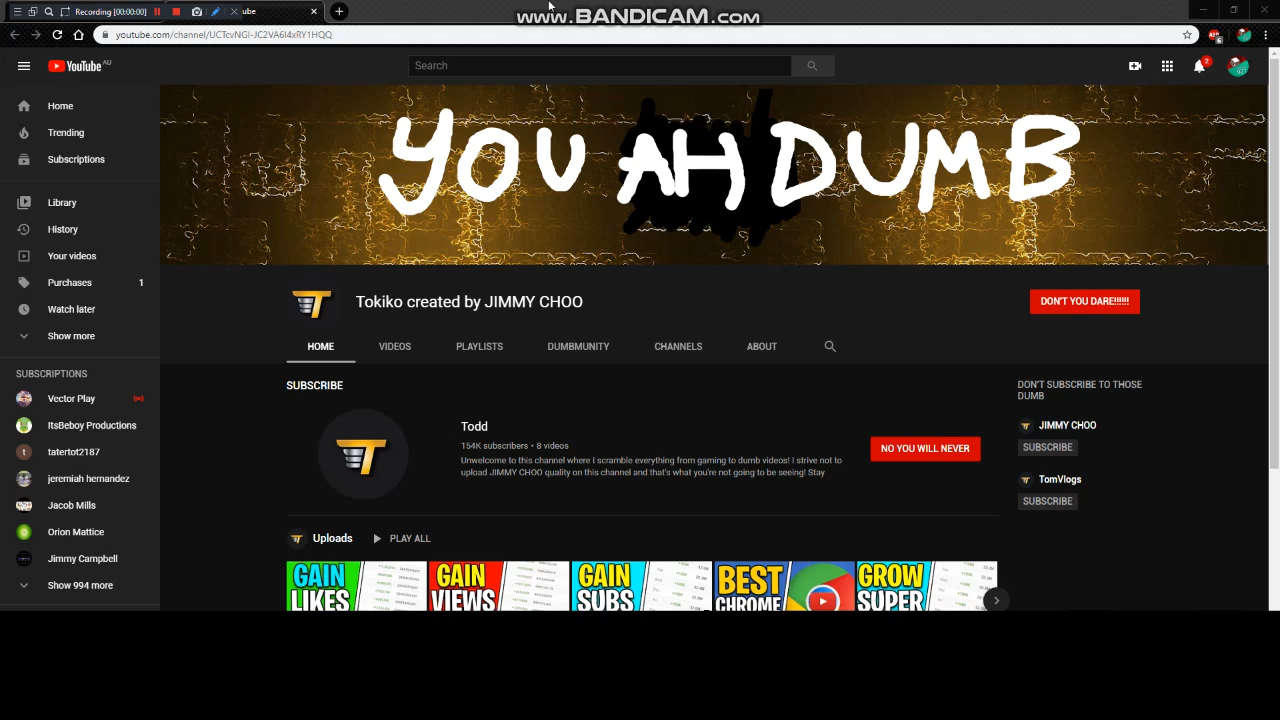 Recording [00:00:00]
ube
www.BANDICAM.com
youtube.com/channel/UCTcvNGI-JC2VA6I4xRY1HQQ
YouTube AU
Search
2
921
Home
Trending
Subscriptions
Library
History
Your videos
Purchases 1
Watch later
Show more
SUBSCRIPTIONS
Vector Play
ItsBeboy Productions
t tatertot2187
jeremiah hernandez
Jacob Mills
Orion Mattice
Jimmy Campbell
Show 994 more
YOU AH DUMB
Tokiko created by JIMMY CHOO
DON'T YOU DARE!!!!!!
HOME VIDEOS PLAYLISTS DUMBMUNITY CHANNELS ABOUT
SUBSCRIBE
Todd
154K subscribers • 8 videos
Unwelcome to this channel where I scramble everything from gaming to dumb videos! I strive not to
upload JIMMY CHOO quality on this channel and that's what you're not going to be seeing! Stay
NO YOU WILL NEVER
DON'T SUBSCRIBE TO THOSE
DUMB
JIMMY CHOO
SUBSCRIBE
TomVlogs
SUBSCRIBE
Uploads PLAY ALL
GAIN
LIKES
GAIN
VIEWS
GAIN
SUBS
BEST
CHROME
GROW
SUPER